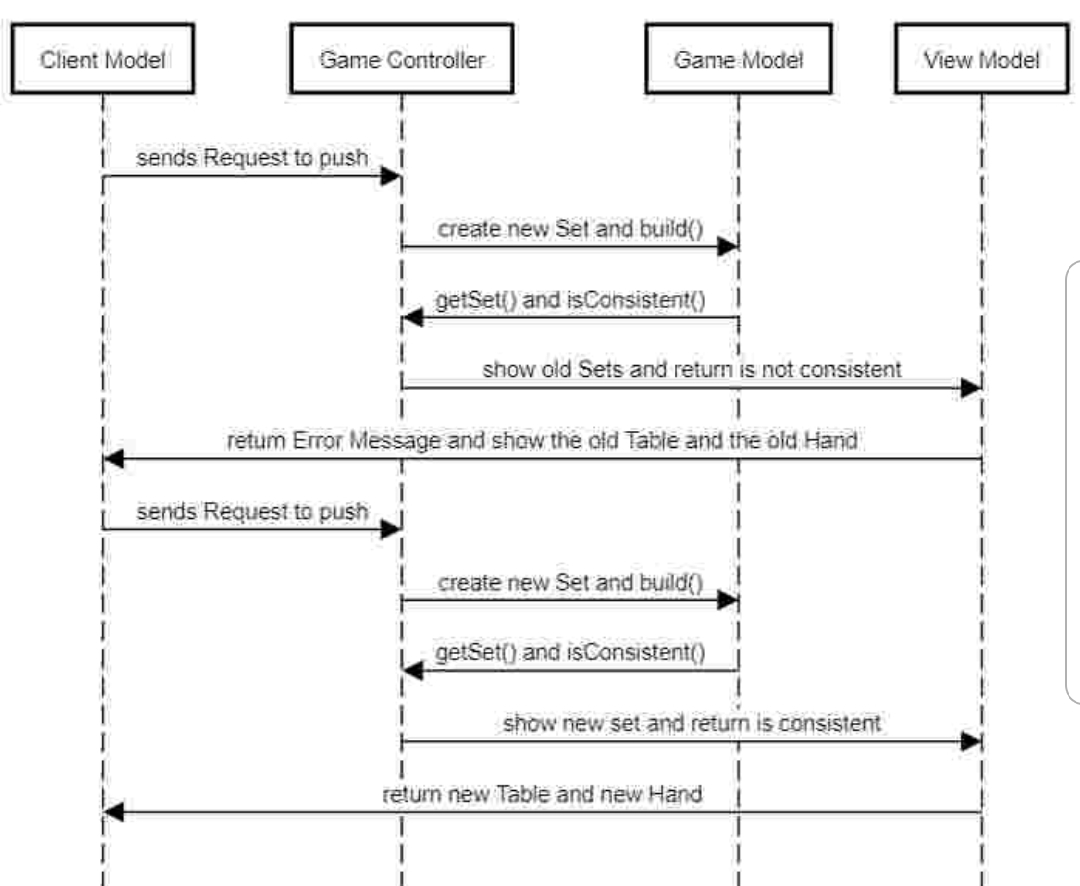 Client Model
Game Controller
Game Model
View Model
sends Request to push
create new Set and build()
getSet() and isConsistent()
show old Sets and return is not consistent
return Error Message and show the old Table and the old Hand
sends Request to push
create new Set and build()
getSet() and isConsistent()
show new set and return is consistent
return new Table and new Hand